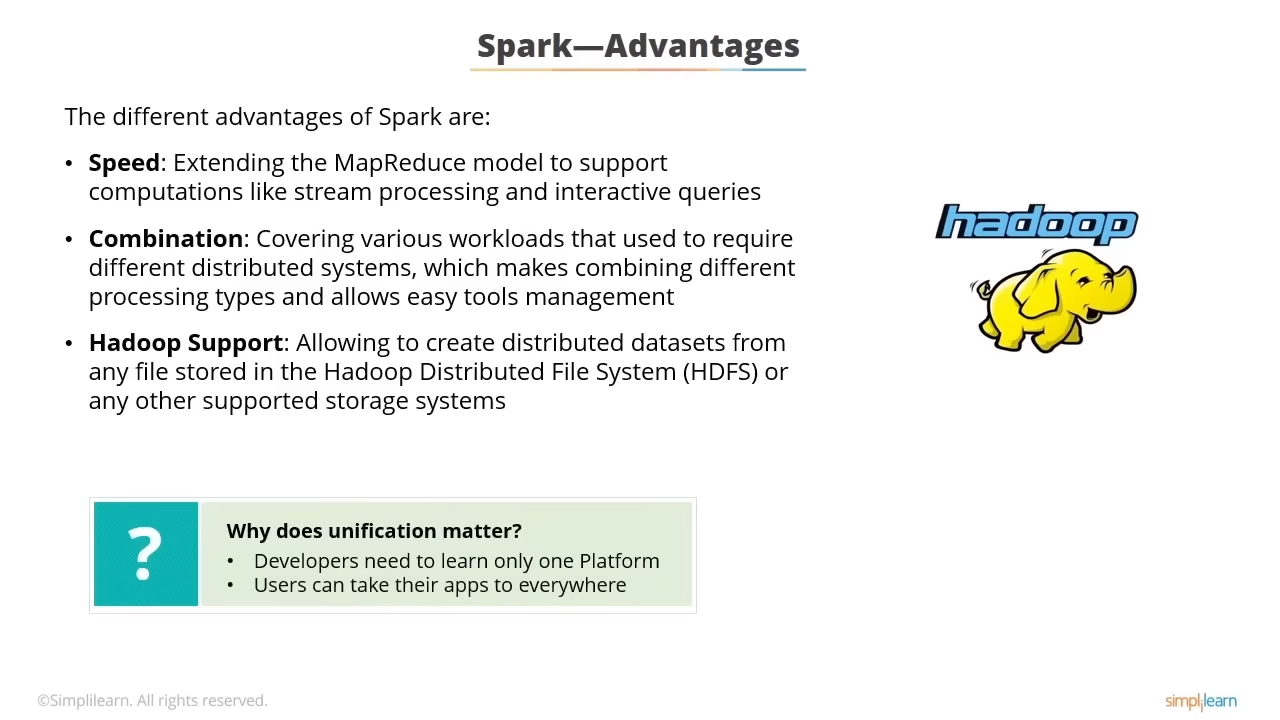 Spark—Advantages
The different advantages of Spark are:
• Speed: Extending the MapReduce model to support
computations like stream processing and interactive queries
• Combination: Covering various workloads that used to require
different distributed systems, which makes combining different
processing types and allows easy tools management
• Hadoop Support: Allowing to create distributed datasets from
any file stored in the Hadoop Distributed File System (HDFS) or
any other supported storage systems
hadoop
?
Why does unification matter?
• Developers need to learn only one Platform
• Users can take their apps to everywhere
©Simplilearn. All rights reserved.
simplilearn